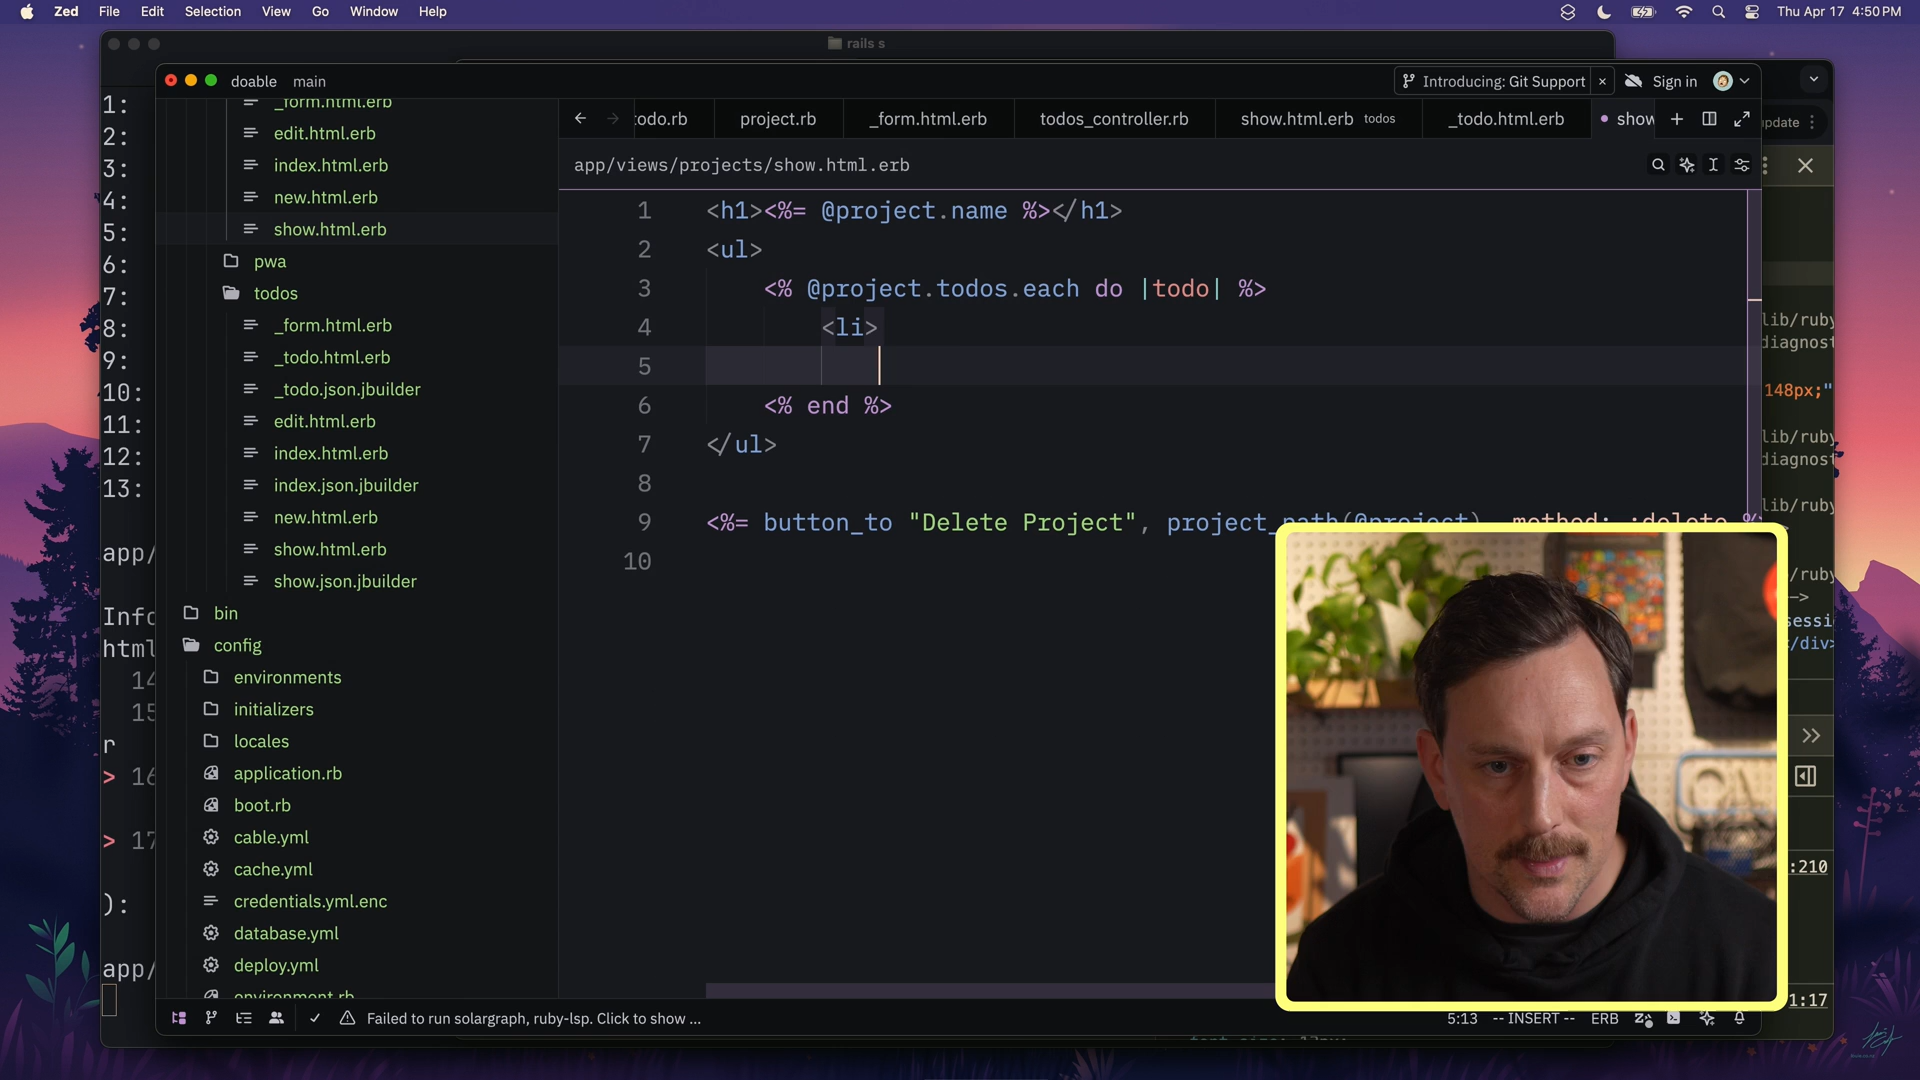 Zed File Edit Selection View Go Window Help Thu Apr 17 4:50 PM
rails s
doable main Introducing: Git Support × Sign in
_form.html.erb
edit.html.erb
index.html.erb
new.html.erb
show.html.erb
pwa
todos
_form.html.erb
_todo.html.erb
_todo.json.jbuilder
edit.html.erb
index.html.erb
index.json.jbuilder
new.html.erb
show.html.erb
show.json.jbuilder
bin
config
environments
initializers
locales
application.rb
boot.rb
cable.yml
cache.yml
credentials.yml.enc
database.yml
deploy.yml
environment.rb
todo.rb project.rb _form.html.erb todos_controller.rb show.html.erb todos _todo.html.erb show
app/views/projects/show.html.erb
1 <h1><%= @project.name %></h1>
2 <ul>
3 <% @project.todos.each do |todo| %>
4 <li>
5
6 <% end %>
7 </ul>
8
9 <%= button_to "Delete Project", project_path(@project), method: :delete %
10
Failed to run solargraph, ruby-lsp. Click to show ...
5:13 -- INSERT -- ERB
1:
2:
3:
4:
5:
6:
7:
8:
9:
10:
11:
12:
13:
app/
Info
html
14
15
r
> 16
> 17
):
app/
update
lib/ruby
diagnost
148px;"
lib/ruby
diagnost
lib/ruby
/ruby
-->
sessi
</div>
:210
1:17